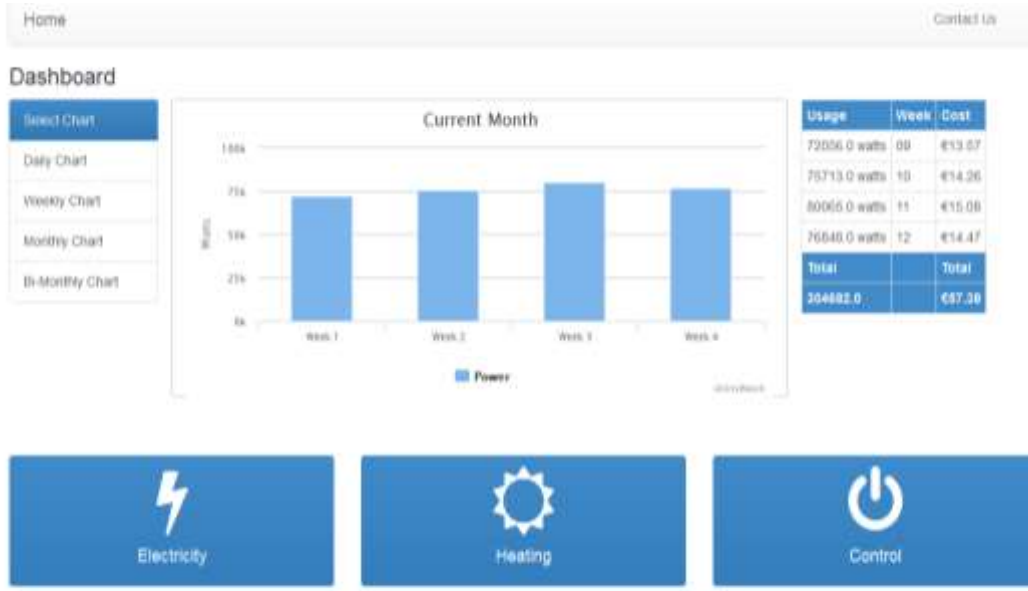 Home
Contact Us
Dashboard
Select Chart
Daily Chart
Weekly Chart
Monthly Chart
Bi-Monthly Chart
Current Month
100k
75k
50k
25k
0k
Watts
Week 1 Week 2 Week 3 Week 4
Power
Usage Week Cost
72056.0 watts 09 €13.57
75713.0 watts 10 €14.26
80065.0 watts 11 €15.08
76848.0 watts 12 €14.47
Total Total
304682.0 €57.38
Electricity
Heating
Control